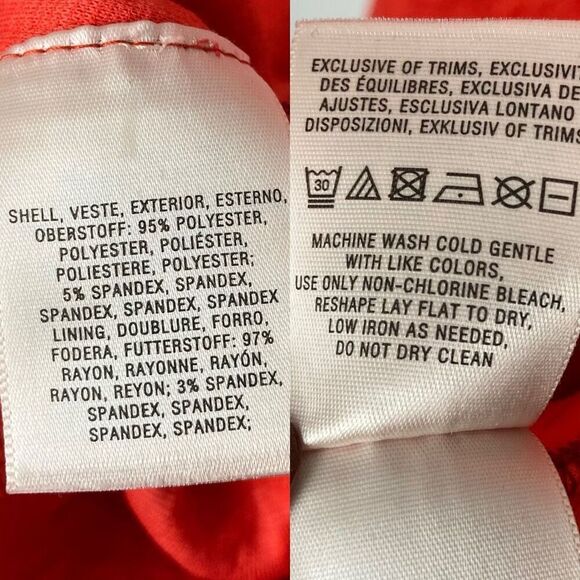 SHELL, VESTE, EXTERIOR, ESTERNO,
OBERSTOFF: 95% POLYESTER,
POLYESTER, POLIÉSTER,
POLIESTERE, POLYESTER;
5% SPANDEX, SPANDEX,
SPANDEX, SPANDEX, SPANDEX
LINING, DOUBLURE, FORRO,
FODERA, FUTTERSTOFF: 97%
RAYON, RAYONNE, RAYÓN,
RAYON, REYON; 3% SPANDEX,
SPANDEX, SPANDEX,
SPANDEX, SPANDEX;
EXCLUSIVE OF TRIMS, EXCLUSIVIT
DES ÉQUILIBRES, EXCLUSIVA DE
AJUSTES, ESCLUSIVA LONTANO
DISPOSIZIONI, EXKLUSIV OF TRIMS
30
MACHINE WASH COLD GENTLE
WITH LIKE COLORS,
USE ONLY NON-CHLORINE BLEACH,
RESHAPE LAY FLAT TO DRY,
LOW IRON AS NEEDED,
DO NOT DRY CLEAN